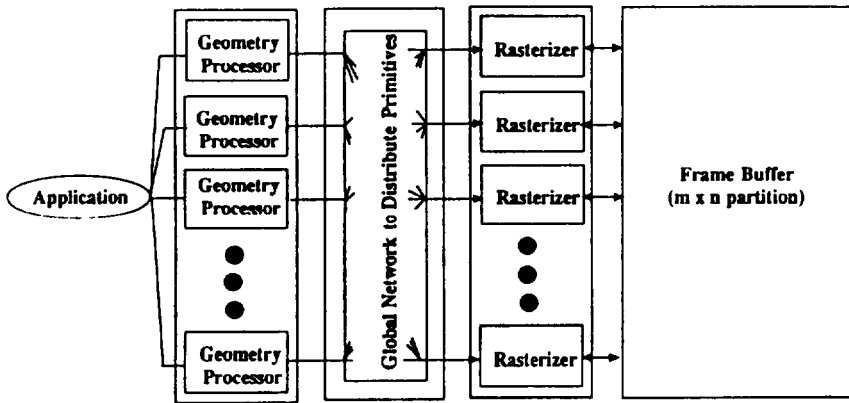 Application
Geometry
Processor
Geometry
Processor
Geometry
Processor
Geometry
Processor
Global Network to Distribute Primitives
Rasterizer
Rasterizer
Rasterizer
Rasterizer
Frame Buffer
(m x n partition)